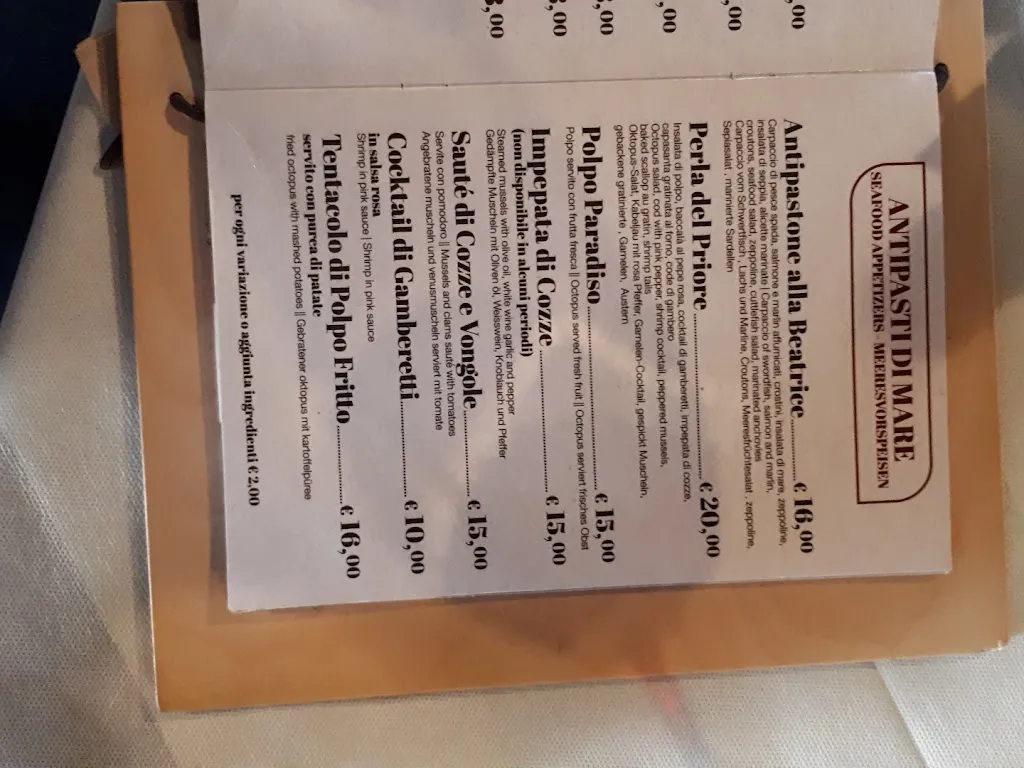 3,00
3,00
3,00
,00
,00
,00
ANTIPASTI DI MARE
SEAFOOD APPETIZERS - MEERESVORSPEISEN
Antipastone alla Beatrice € 16,00
Carpaccio di pesce spada, salmone e marlin affumicati, crostini, insalata di mare, zeppoline,
insalata di seppia, alicette marinate | Carpaccio of swordfish, salmon and marlin,
croutons, seafood salad, zeppoline, cuttlefish salad, marinated anchovies
Carpaccio vom Schwertfisch, Lachs und Marline, Croutons, Meeresfrüchtesalat, zeppoline,
Sepiasalat, marinierte Sardellen
Perla del Priore € 20,00
Insalata di polpo, bacalà al pepe rosa, cocktail di gamberetti, impepata di cozze,
capasanta gratinata al forno, code di gambero
Octopus salad, cod with pink pepper, shrimp cocktail, peppered mussels,
baked scallop au gratin, shrimp tails
Oktopus-Salat, Kabeljau mit rosa Pfeffer, Garnelen-Cocktail, gespickt Muscheln,
gebackene gratinierte, Garnelen, Austern
Polpo Paradiso € 15,00
Polpo servito con frutta fresca || Octopus served fresh fruit || Octopus serviert frisches Obst
Impepata di Cozze € 15,00
(non disponibile in alcuni periodi)
Steamed mussels with olive oil, white wine garlic and pepper
Gedämpfte Muscheln mit Oliven öl, Weisswein, Knoblauch und Pfeffer
Sauté di Cozze e Vongole € 15,00
Servite con pomodoro || Mussels and clams sauté with tomatoes
Angebratene muscheln und venusmuscheln serviert mit tomate
Cocktail di Gamberetti € 10,00
in salsa rosa
Shrimp in pink sauce | Shrimp in pink sauce
Tentacolo di Polpo Fritto € 16,00
servito con purea di patate
fried octopus with mashed potatoes || Gebratener oktopus mit kartoffelpüree
per ogni variazione o aggiunta ingredienti € 2,00